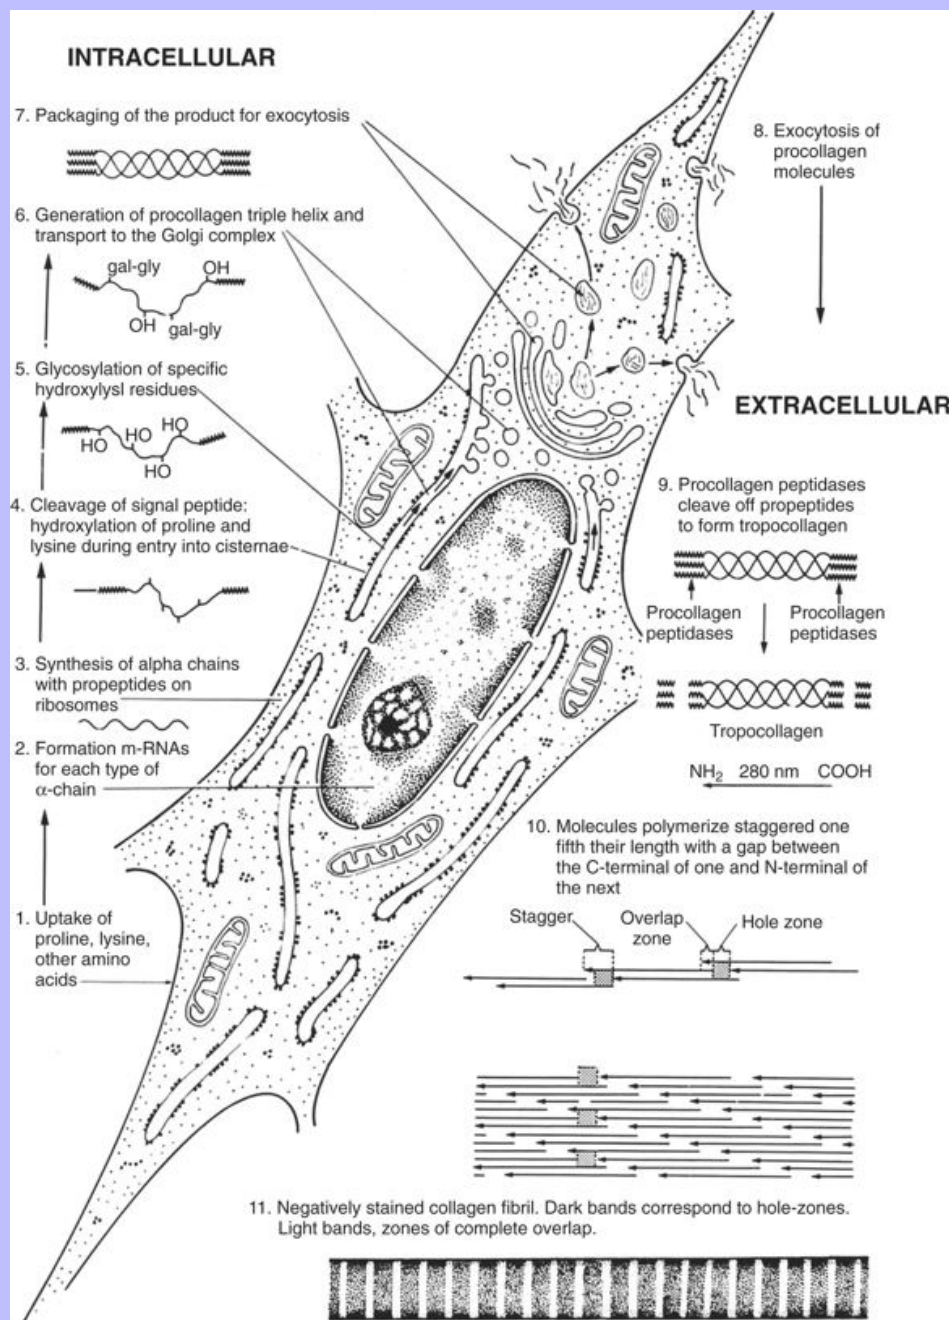 INTRACELLULAR
7. Packaging of the product for exocytosis
6. Generation of procollagen triple helix and
transport to the Golgi complex
gal-gly
OH
OH
gal-gly
5. Glycosylation of specific
hydroxylysl residues
HO
HO
HO
HO
4. Cleavage of signal peptide:
hydroxylation of proline and
lysine during entry into cisternae
3. Synthesis of alpha chains
with propeptides on
ribosomes
2. Formation m-RNAs
for each type of
α-chain
1. Uptake of
proline, lysine,
other amino
acids
8. Exocytosis of
procollagen
molecules
EXTRACELLULAR
9. Procollagen peptidases
cleave off propeptides
to form tropocollagen
Procollagen
peptidases
Procollagen
peptidases
Tropocollagen
NH₂ 280 nm COOH
10. Molecules polymerize staggered one
fifth their length with a gap between
the C-terminal of one and N-terminal of
the next
Stagger
Overlap
zone
Hole zone
11. Negatively stained collagen fibril. Dark bands correspond to hole-zones.
Light bands, zones of complete overlap.